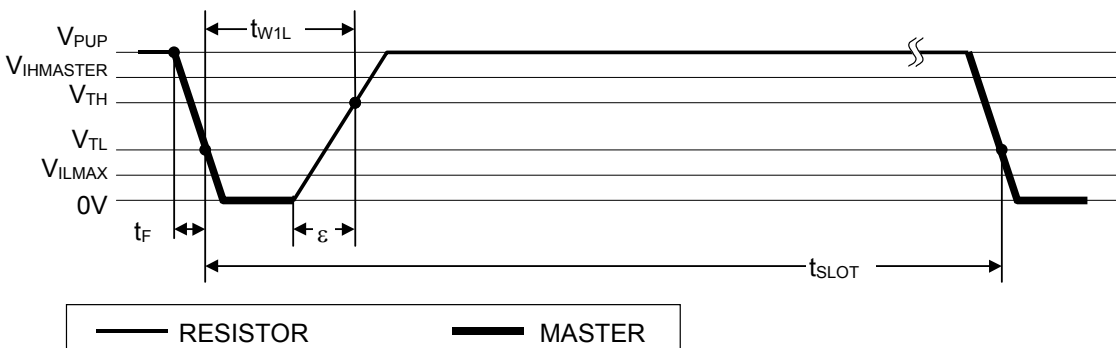 tW1L
VPUP
VIHMASTER
VTH
VTL
VILMAX
0V
tF
ε
tSLOT
RESISTOR MASTER